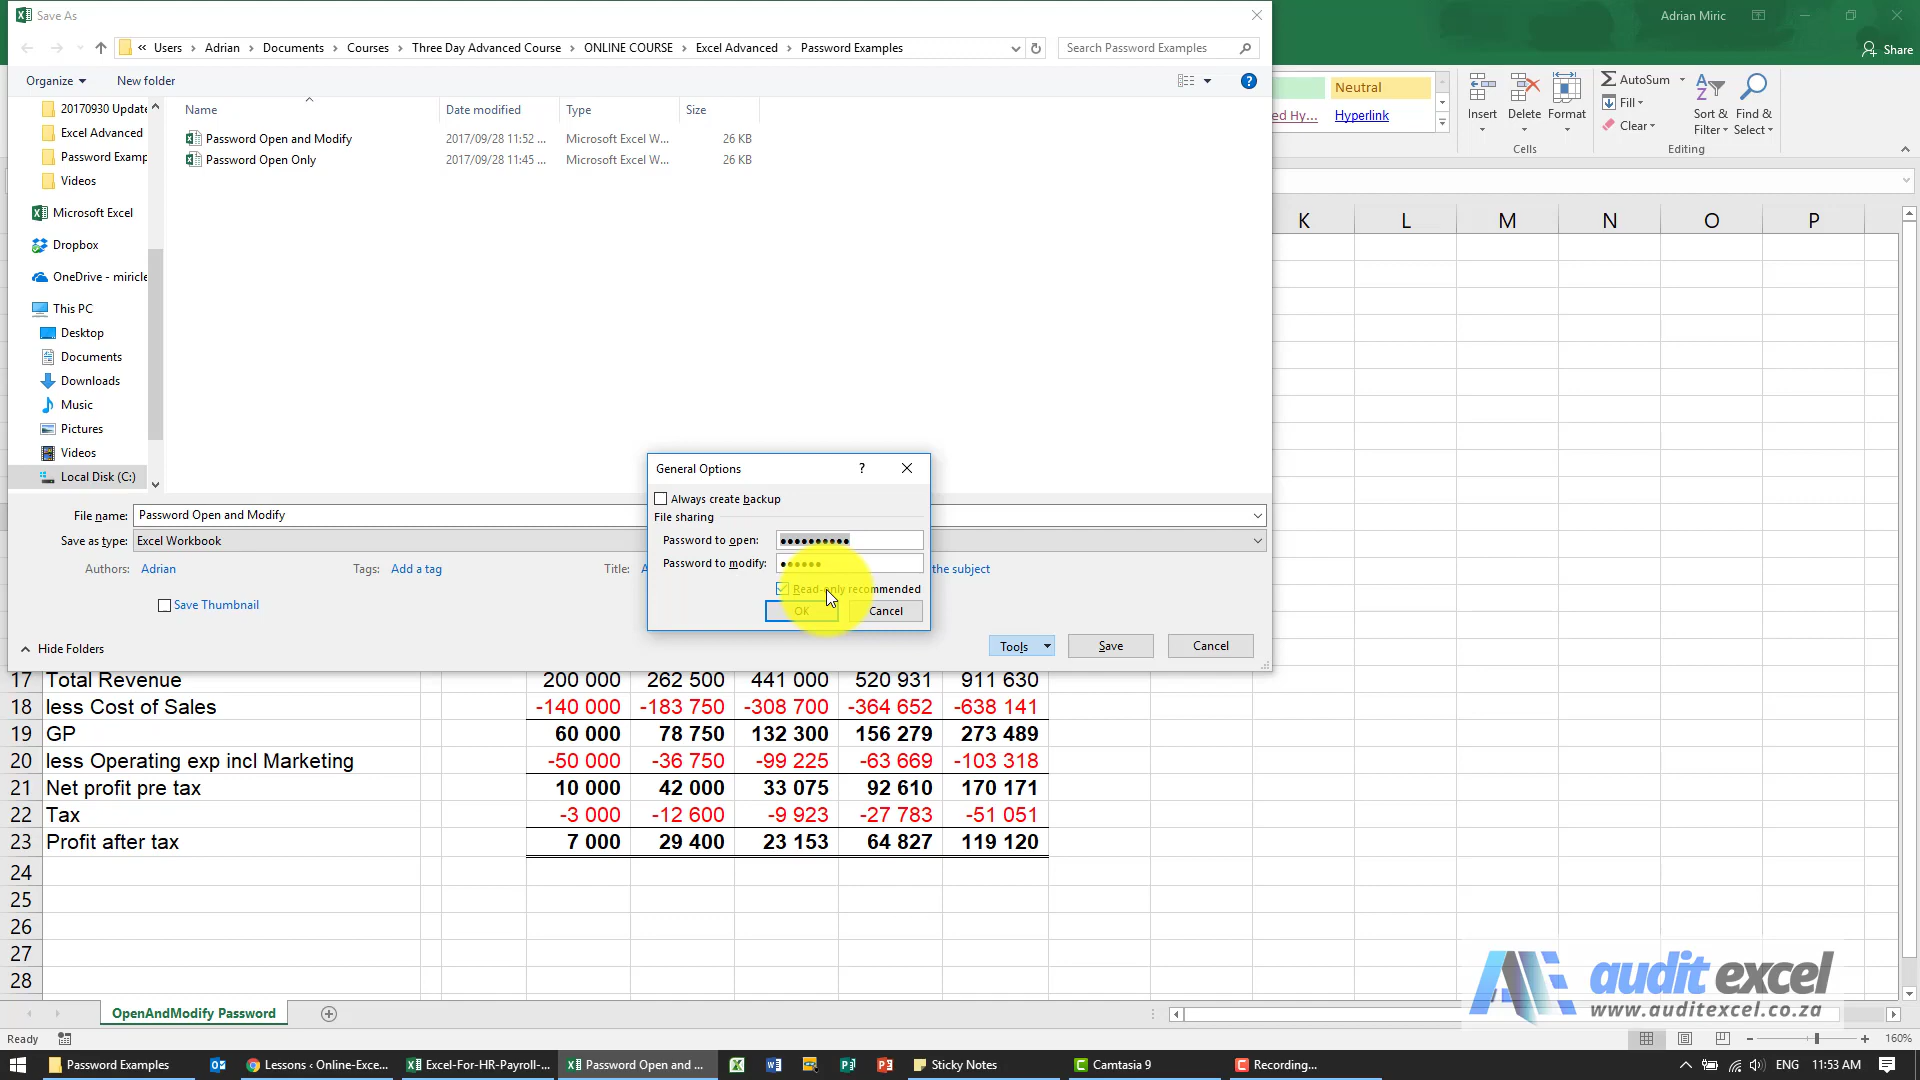 Save As
Adrian Miric
« Users > Adrian > Documents > Courses > Three Day Advanced Course > ONLINE COURSE > Excel Advanced > Password Examples
Search Password Examples
Share
Organize
New folder
Name
Date modified
Type
Size
20170930 Update
Excel Advanced
Password Examp
Videos
Microsoft Excel
Dropbox
OneDrive - miricle
This PC
Desktop
Documents
Downloads
Music
Pictures
Videos
Local Disk (C:)
Password Open and Modify 2017/09/28 11:52 ... Microsoft Excel W... 26 KB
Password Open Only 2017/09/28 11:45 ... Microsoft Excel W... 26 KB
Neutral
ed Hy...
Hyperlink
Insert
Delete
Format
Cells
AutoSum
Fill
Clear
Sort & Filter
Find & Select
Editing
K L M N O P
General Options
Always create backup
File sharing
Password to open:
Password to modify:
Read-only recommended
OK
Cancel
File name: Password Open and Modify
Save as type: Excel Workbook
Authors: Adrian
Tags: Add a tag
Title: A
the subject
Save Thumbnail
Hide Folders
Tools
Save
Cancel
17 Total Revenue 200 000 262 500 441 000 520 931 911 630
18 less Cost of Sales -140 000 -183 750 -308 700 -364 652 -638 141
19 GP 60 000 78 750 132 300 156 279 273 489
20 less Operating exp incl Marketing -50 000 -36 750 -99 225 -63 669 -103 318
21 Net profit pre tax 10 000 42 000 33 075 92 610 170 171
22 Tax -3 000 -12 600 -9 923 -27 783 -51 051
23 Profit after tax 7 000 29 400 23 153 64 827 119 120
24
25
26
27
28
audit excel
www.auditexcel.co.za
OpenAndModify Password
Ready
160%
Password Examples
Lessons ‹ Online-Exce...
Excel-For-HR-Payroll-...
Password Open and ...
Sticky Notes
Camtasia 9
Recording...
ENG
11:53 AM